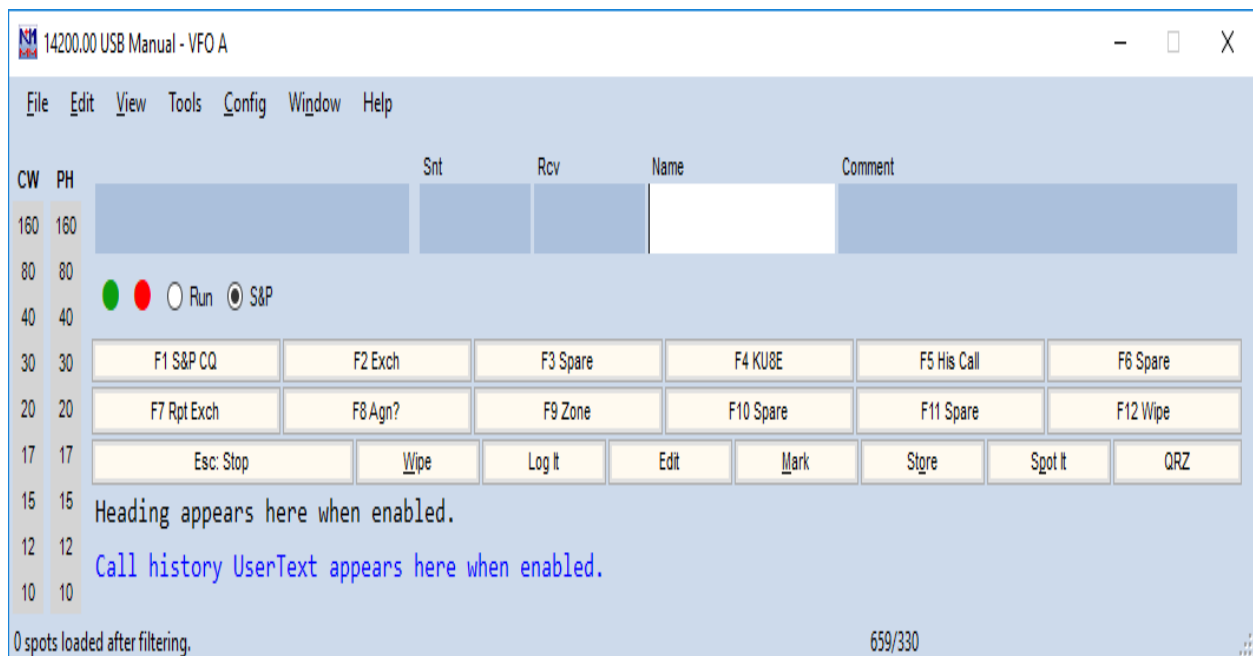 14200.00 USB Manual - VFO A
File Edit View Tools Config Window Help
Snt Rcv Name Comment
CW PH
160 160
80 80
Run S&P
40 40
F1 S&P CQ F2 Exch F3 Spare F4 KU8E F5 His Call F6 Spare
30 30
F7 Rpt Exch F8 Agn? F9 Zone F10 Spare F11 Spare F12 Wipe
20 20
Esc: Stop Wipe Log It Edit Mark Store Spot It QRZ
17 17
15 15
Heading appears here when enabled.
12 12
Call history UserText appears here when enabled.
10 10
0 spots loaded after filtering. 659/330